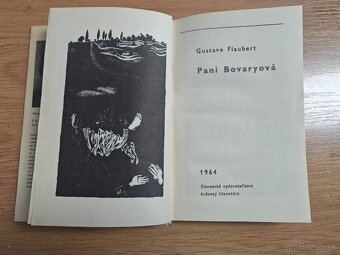 Gustave Flaubert
Pani Bovaryová
1964
Slovenské vydavateľstvo
krásnej literatúry